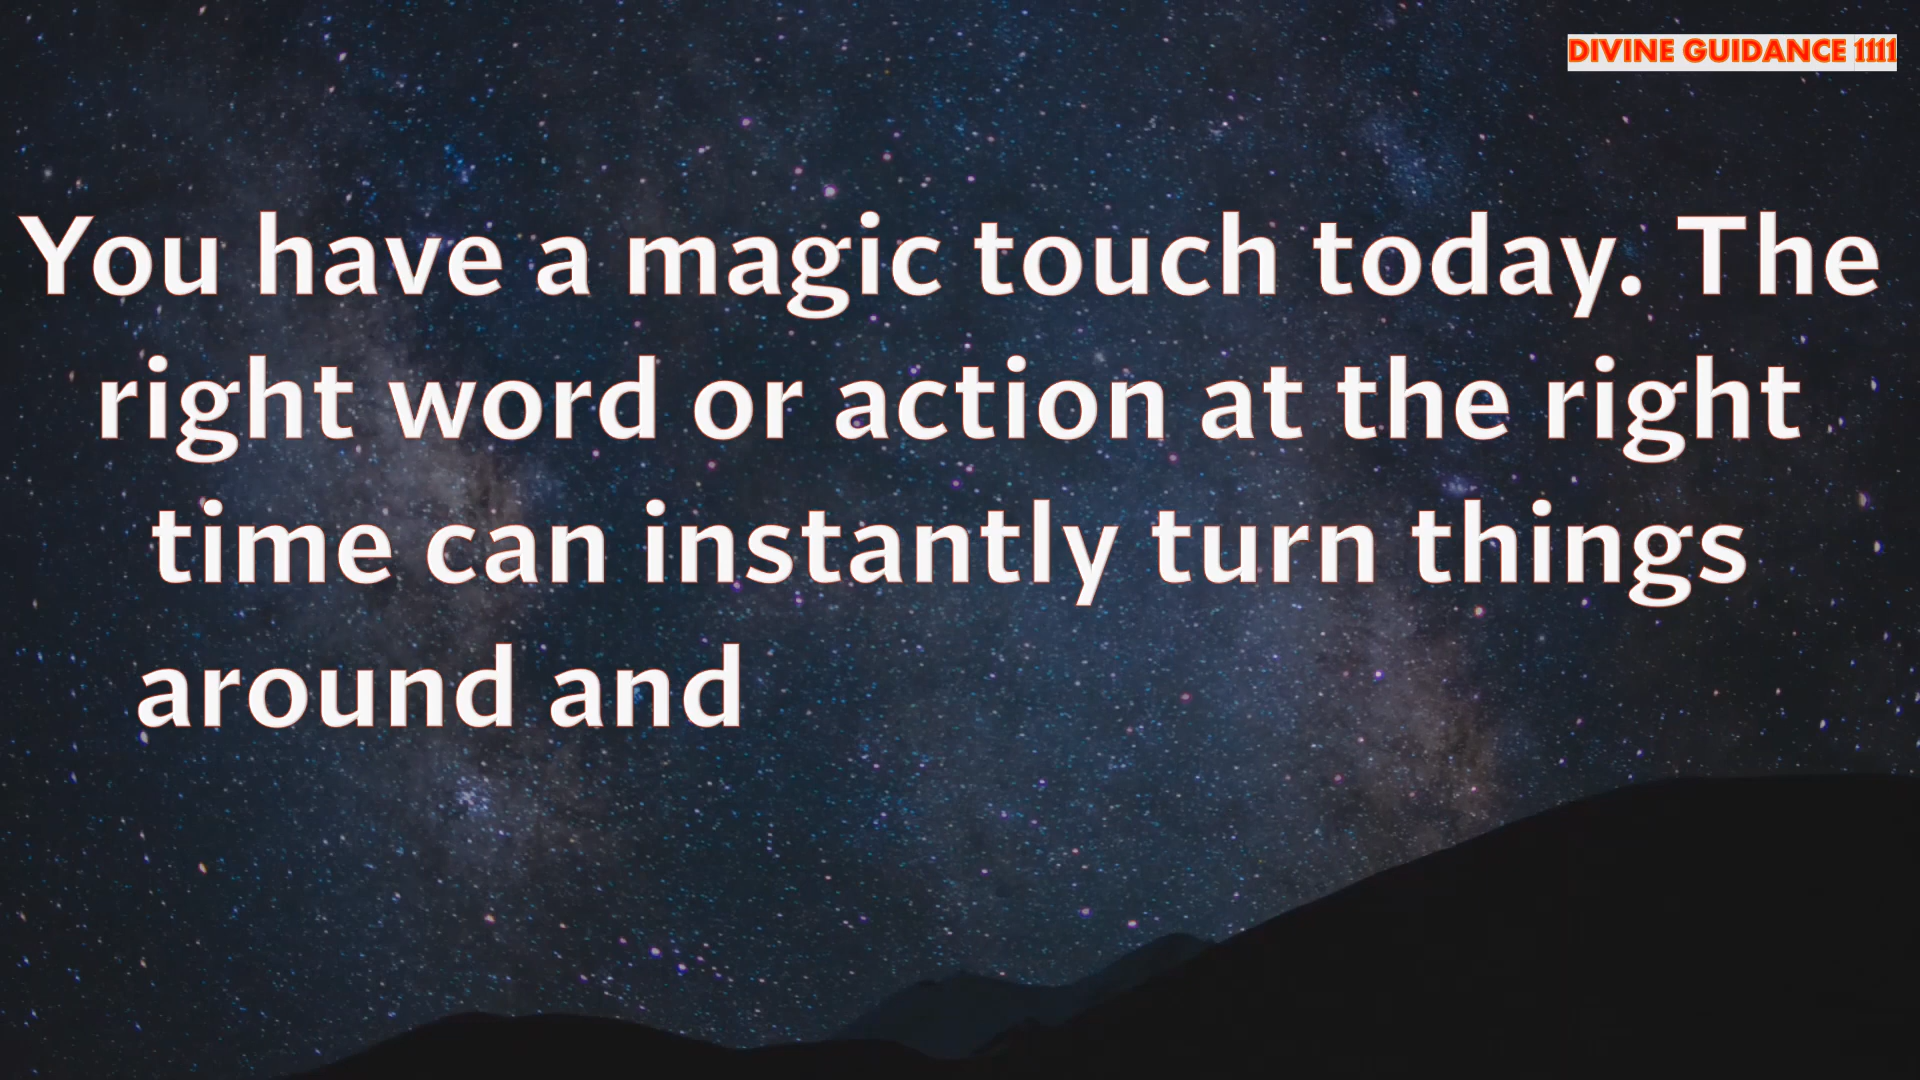 DIVINE GUIDANCE 1111
You have a magic touch today. The
right word or action at the right
time can instantly turn things
around and